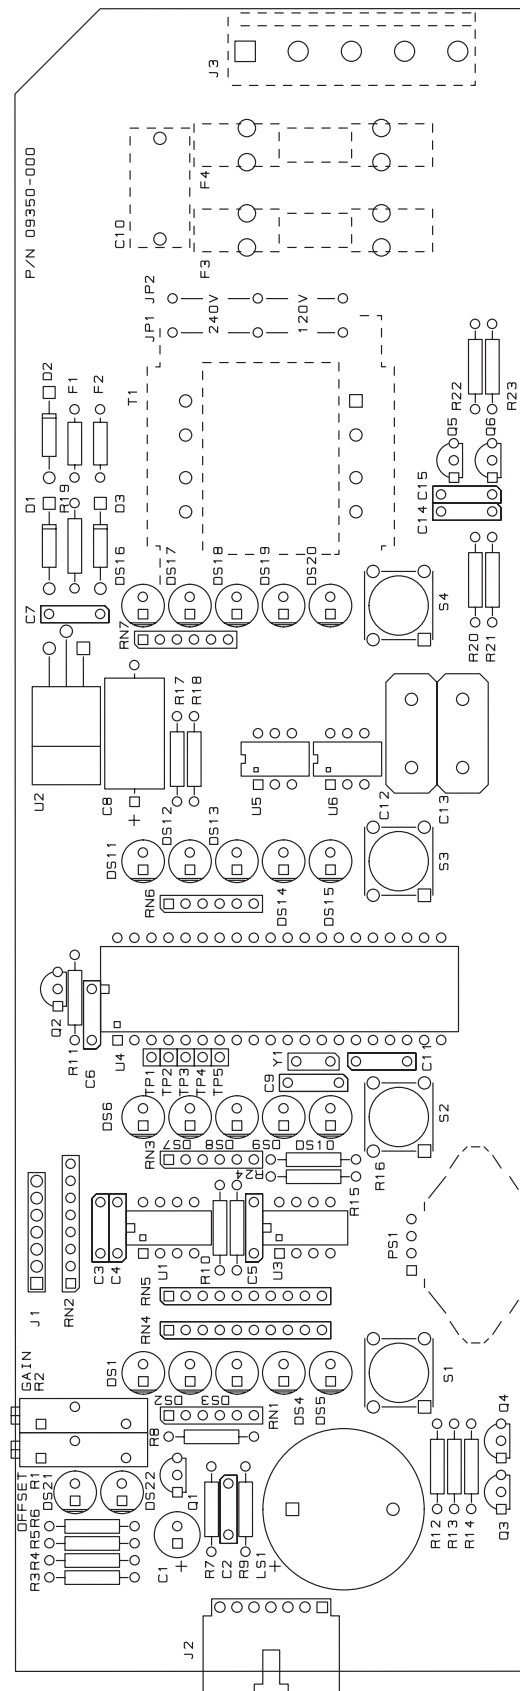 J3
P/N 09350-000
F4
C10
F3
JP2
JP1
240V
120V
D2
F1
F2
T1
R22
R23
Q5
Q6
D1
R19
D3
C15
C14
DS16
DS17
DS18
DS19
DS20
C7
RN7
S4
R20
R21
U2
C8
+
R17
R18
U5
U6
C12
C13
DS12
DS13
DS11
S3
RN6
DS14
DS15
Q2
R11
C6
U4
TP1
TP2
TP3
TP4
TP5
Y1
C9
C11
DS6
S2
DS7
DS8
DS9
DS10
RN3
R24
R15
R16
J1
RN2
C3
C4
U1
R10
C5
U3
PS1
RN5
RN4
DS1
S1
GAIN
R2
DS2
DS3
RN1
DS4
DS5
R8
OFFSET
R1
DS21
DS22
Q1
Q4
Q3
R12
R13
R14
R6
R5
R4
R3
C1
+
R7
C2
R9
LS1
+
J2